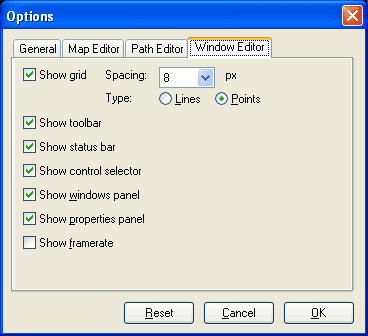 Options
General Map Editor Path Editor Window Editor
Show grid Spacing: 8 px
Type: Lines Points
Show toolbar
Show status bar
Show control selector
Show windows panel
Show properties panel
Show framerate
Reset Cancel OK